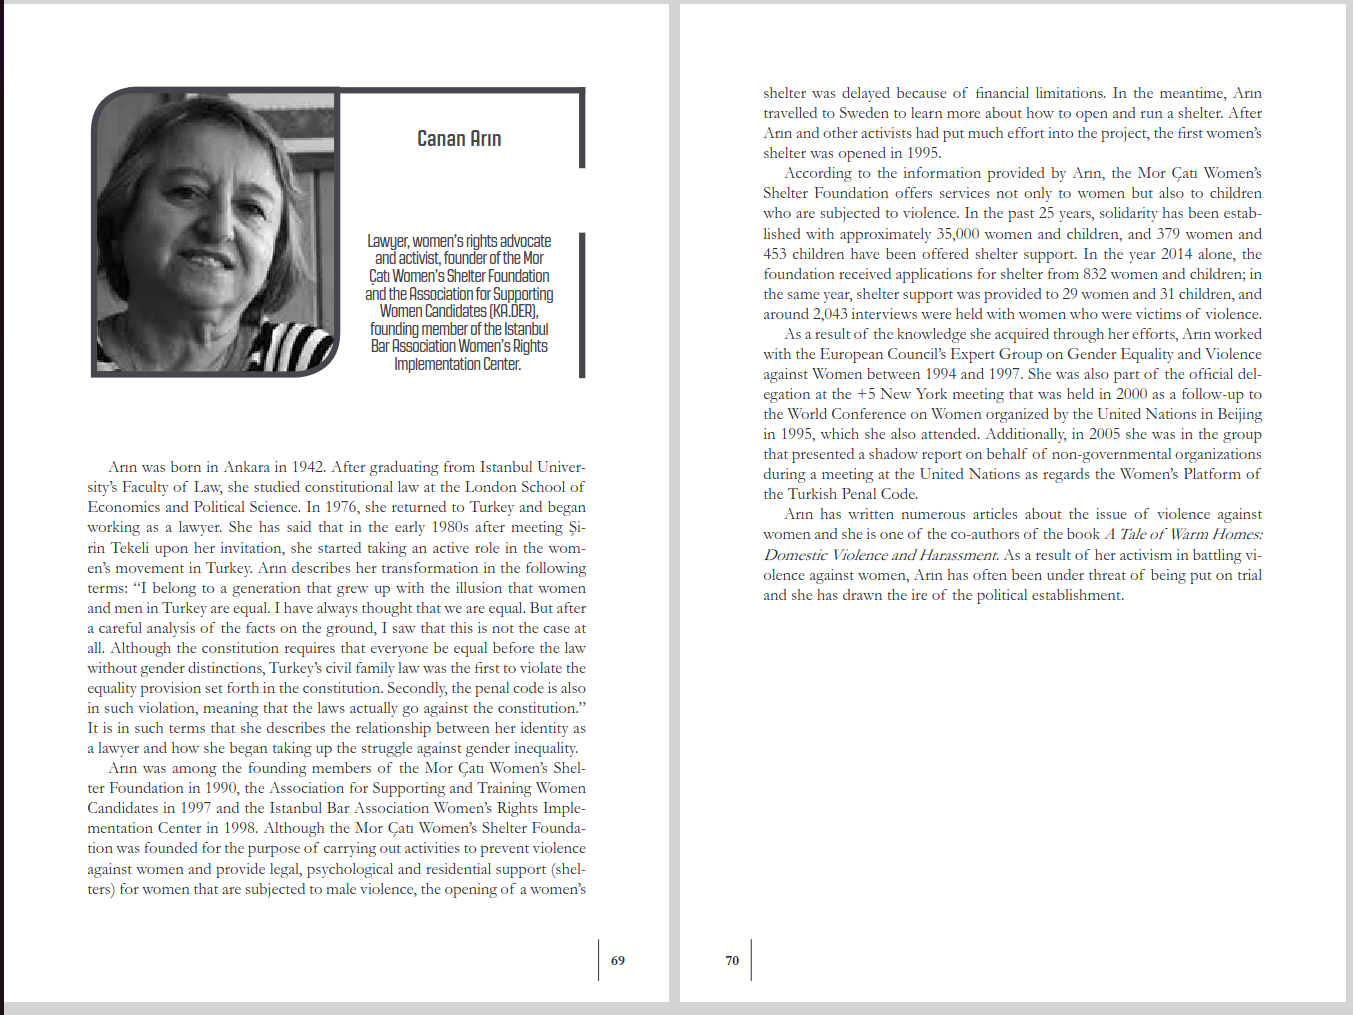 Canan Arın
Lawyer, women's rights advocate
and activist, founder of the Mor
Çatı Women's Shelter Foundation
and the Association for Supporting
Women Candidates (KA.DER),
founding member of the Istanbul
Bar Association Women's Rights
Implementation Center.
Arın was born in Ankara in 1942. After graduating from Istanbul Univer-
sity's Faculty of Law, she studied constitutional law at the London School of
Economics and Political Science. In 1976, she returned to Turkey and began
working as a lawyer. She has said that in the early 1980s after meeting Şi-
rin Tekeli upon her invitation, she started taking an active role in the wom-
en's movement in Turkey. Arın describes her transformation in the following
terms: “I belong to a generation that grew up with the illusion that women
and men in Turkey are equal. I have always thought that we are equal. But after
a careful analysis of the facts on the ground, I saw that this is not the case at
all. Although the constitution requires that everyone be equal before the law
without gender distinctions, Turkey's civil family law was the first to violate the
equality provision set forth in the constitution. Secondly, the penal code is also
in such violation, meaning that the laws actually go against the constitution.”
It is in such terms that she describes the relationship between her identity as
a lawyer and how she began taking up the struggle against gender inequality.
Arın was among the founding members of the Mor Çatı Women's Shel-
ter Foundation in 1990, the Association for Supporting and Training Women
Candidates in 1997 and the Istanbul Bar Association Women's Rights Imple-
mentation Center in 1998. Although the Mor Çatı Women's Shelter Founda-
tion was founded for the purpose of carrying out activities to prevent violence
against women and provide legal, psychological and residential support (shel-
ters) for women that are subjected to male violence, the opening of a women's
69
shelter was delayed because of financial limitations. In the meantime, Arın
travelled to Sweden to learn more about how to open and run a shelter. After
Arın and other activists had put much effort into the project, the first women's
shelter was opened in 1995.
According to the information provided by Arın, the Mor Çatı Women's
Shelter Foundation offers services not only to women but also to children
who are subjected to violence. In the past 25 years, solidarity has been estab-
lished with approximately 35,000 women and children, and 379 women and
453 children have been offered shelter support. In the year 2014 alone, the
foundation received applications for shelter from 832 women and children; in
the same year, shelter support was provided to 29 women and 31 children, and
around 2,043 interviews were held with women who were victims of violence.
As a result of the knowledge she acquired through her efforts, Arın worked
with the European Council's Expert Group on Gender Equality and Violence
against Women between 1994 and 1997. She was also part of the official del-
egation at the +5 New York meeting that was held in 2000 as a follow-up to
the World Conference on Women organized by the United Nations in Beijing
in 1995, which she also attended. Additionally, in 2005 she was in the group
that presented a shadow report on behalf of non-governmental organizations
during a meeting at the United Nations as regards the Women's Platform of
the Turkish Penal Code.
Arın has written numerous articles about the issue of violence against
women and she is one of the co-authors of the book A Tale of Warm Homes:
Domestic Violence and Harassment. As a result of her activism in battling vi-
olence against women, Arın has often been under threat of being put on trial
and she has drawn the ire of the political establishment.
70